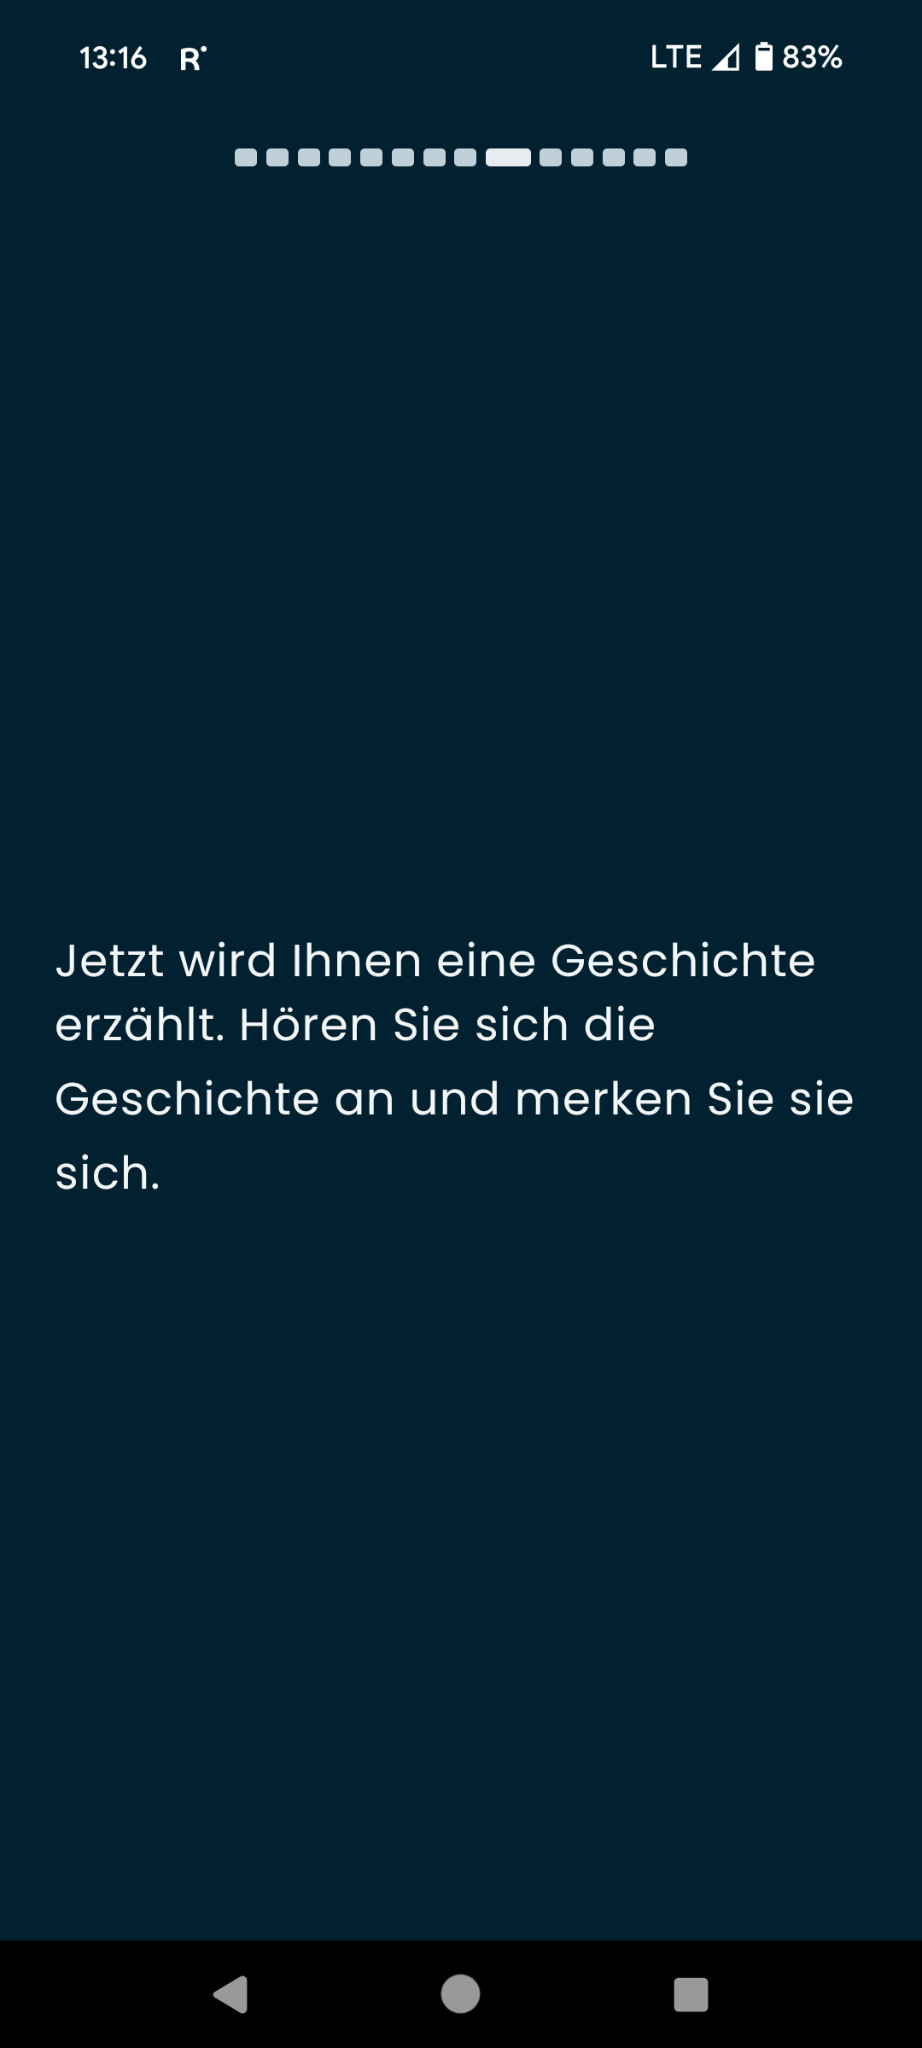 13:16 R LTE 83%
Jetzt wird Ihnen eine Geschichte
erzählt. Hören Sie sich die
Geschichte an und merken Sie sie
sich.